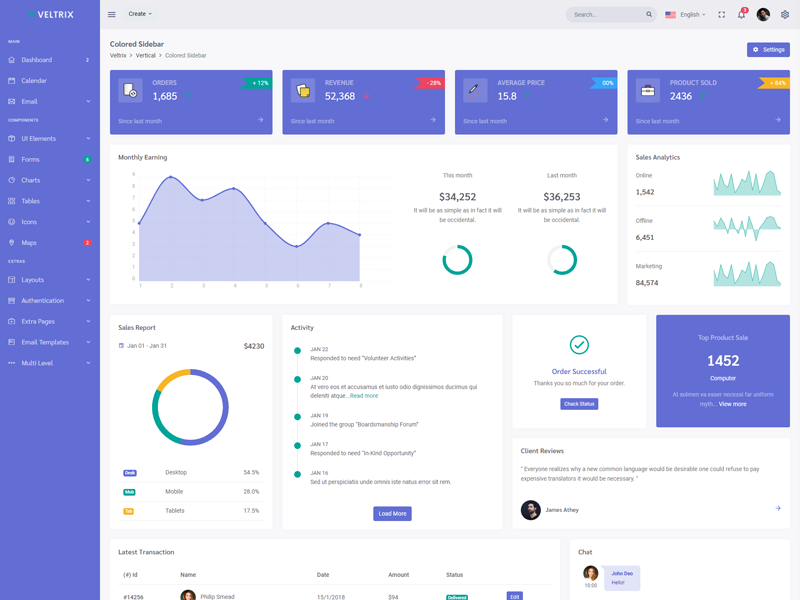 VELTRIX
Create
Search...
English
3
MAIN
Dashboard 2
Calendar
Email
COMPONENTS
UI Elements
Forms 6
Charts
Tables
Icons
Maps 2
EXTRAS
Layouts
Authentication
Extra Pages
Email Templates
Multi Level
Colored Sidebar
Veltrix > Vertical > Colored Sidebar
Settings
ORDERS
+ 12%
1,685
Since last month
REVENUE
- 28%
52,368
Since last month
AVERAGE PRICE
00%
15.8
Since last month
PRODUCT SOLD
+ 84%
2436
Since last month
Monthly Earning
9
8
7
6
5
4
3
2
1
0
1 2 3 4 5 6 7 8
This month
$34,252
It will be as simple as in fact it will
be occidental.
Last month
$36,253
It will be as simple as in fact it will
be occidental.
Sales Analytics
Online
1,542
Offline
6,451
Marketing
84,574
Sales Report
Jan 01 - Jan 31 $4230
Desk Desktop 54.5%
Mob Mobile 28.0%
Tab Tablets 17.5%
Activity
JAN 22
Responded to need "Volunteer Activities"
JAN 20
At vero eos et accusamus et iusto odio dignissimos ducimus qui
deleniti atque...Read more
JAN 19
Joined the group "Boardsmanship Forum"
JAN 17
Responded to need "In-Kind Opportunity"
JAN 16
Sed ut perspiciatis unde omnis iste natus error sit rem.
Load More
Order Successful
Thanks you so much for your order.
Check Status
Top Product Sale
1452
Computer
At solmen va esser necessi far uniform
myth... View more
Client Reviews
" Everyone realizes why a new common language would be desirable one could refuse to pay
expensive translators it would be necessary. "
James Athey
Latest Transaction
(#) Id Name Date Amount Status
#14256 Philip Smead 15/1/2018 $94 Delivered Edit
Chat
John Deo
Hello!
10:00